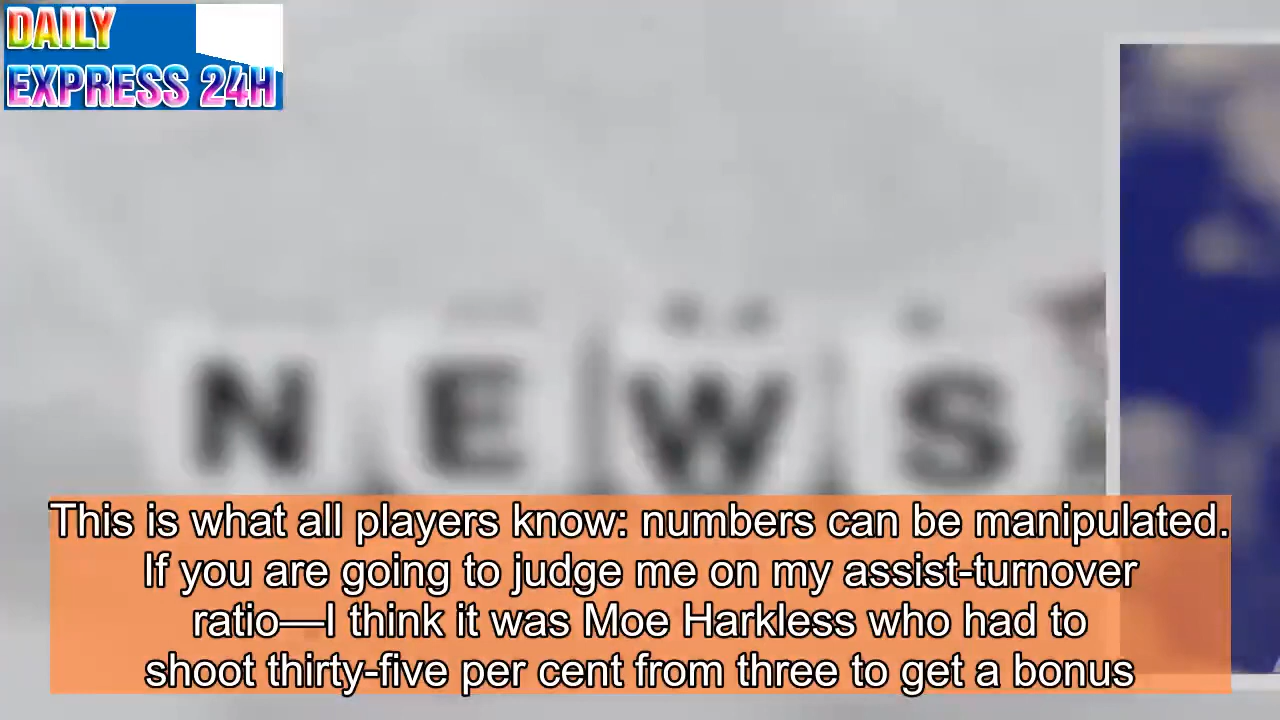 DAILY
EXPRESS 24H
NEWS
This is what all players know: numbers can be manipulated.
If you are going to judge me on my assist-turnover
ratio—I think it was Moe Harkless who had to
shoot thirty-five per cent from three to get a bonus